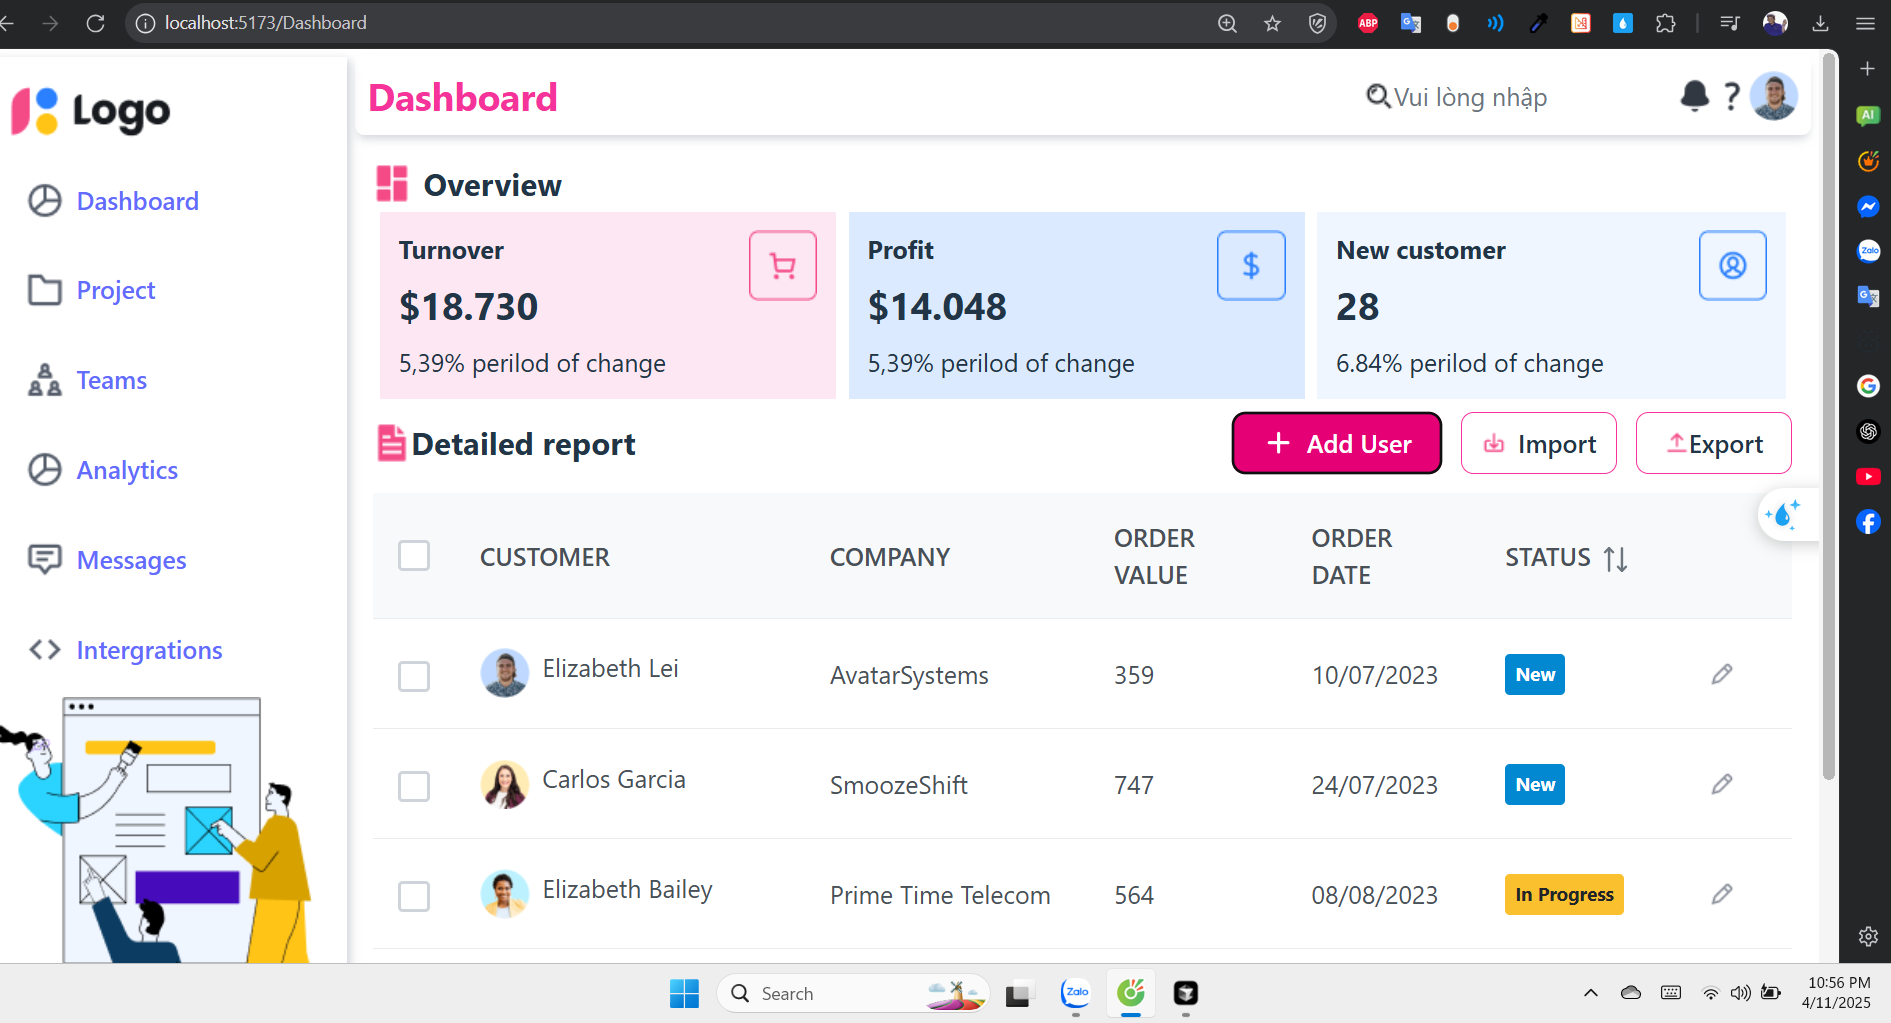 localhost:5173/Dashboard
ABP
Logo
Dashboard
Vui lòng nhập
?
AI
Dashboard
Project
Teams
Analytics
Messages
Intergrations
Overview
Turnover
$18.730
5,39% perilod of change
Profit
$
$14.048
5,39% perilod of change
New customer
28
6.84% perilod of change
Detailed report
+ Add User
Import
Export
CUSTOMER
COMPANY
ORDER
VALUE
ORDER
DATE
STATUS
Elizabeth Lei
AvatarSystems
359
10/07/2023
New
Carlos Garcia
SmoozeShift
747
24/07/2023
New
Elizabeth Bailey
Prime Time Telecom
564
08/08/2023
In Progress
Zalo
Search
Zalo
10:56 PM
4/11/2025